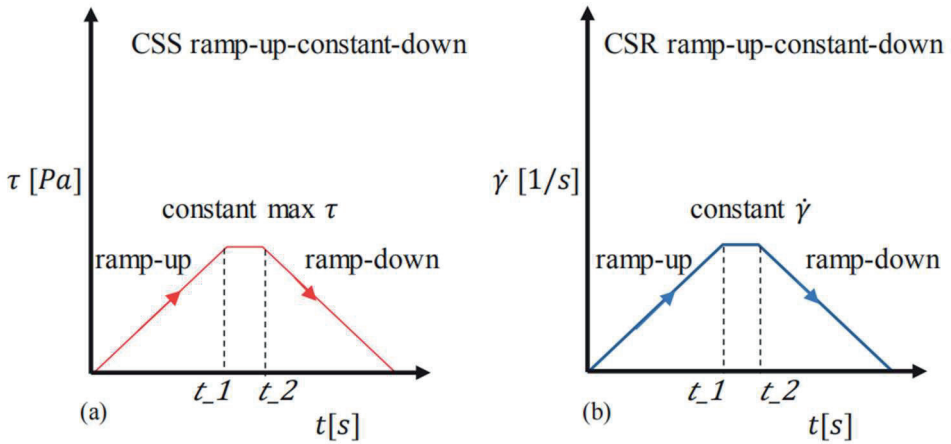 CSS ramp-up-constant-down
τ [Pa]
constant max τ
ramp-up
ramp-down
t_1
t_2
(a)
t[s]
CSR ramp-up-constant-down
γ̇ [1/s]
constant γ̇
ramp-up
ramp-down
t_1
t_2
(b)
t[s]